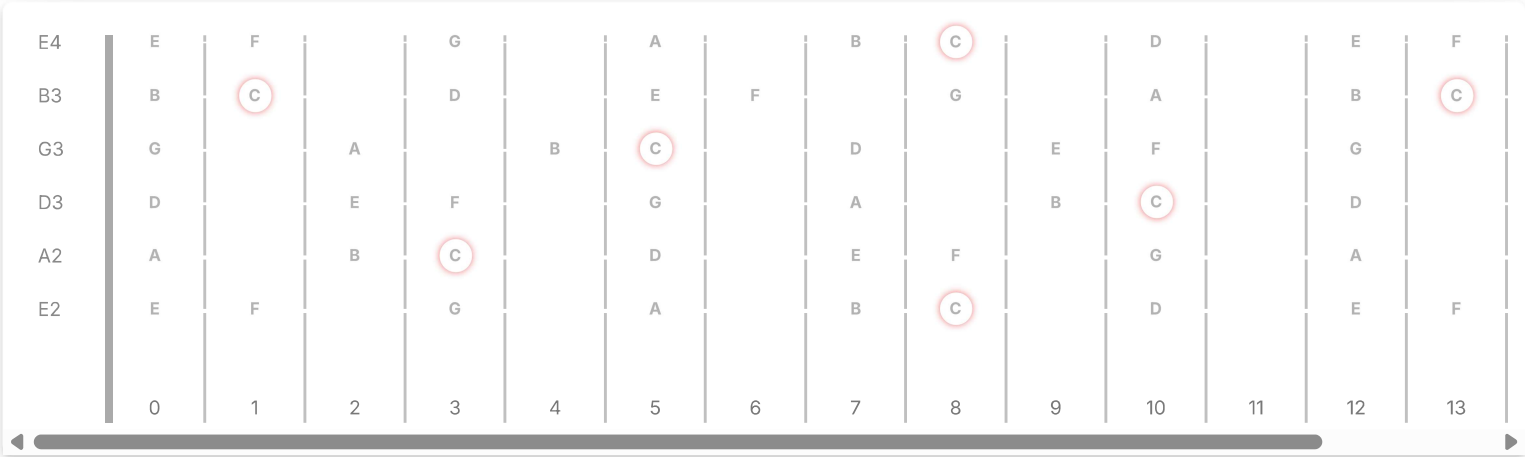 E4 E F G A B C D E F
B3 B C D E F G A B C
G3 G A B C D E F G
D3 D E F G A B C D
A2 A B C D E F G A
E2 E F G A B C D E F
0 1 2 3 4 5 6 7 8 9 10 11 12 13